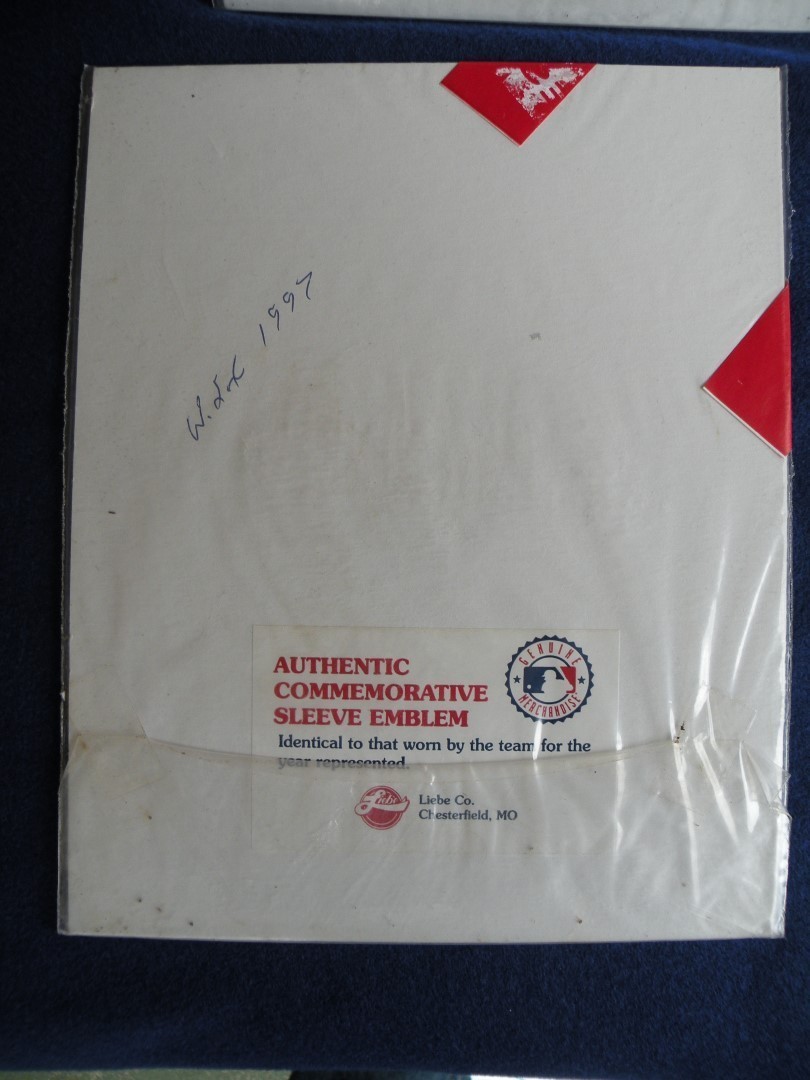 1997
AUTHENTIC
COMMEMORATIVE
SLEEVE EMBLEM
Identical to that worn by the team for the
year represented.
GENUINE
MERCHANDISE
Liebe
Liebe Co.
Chesterfield, MO